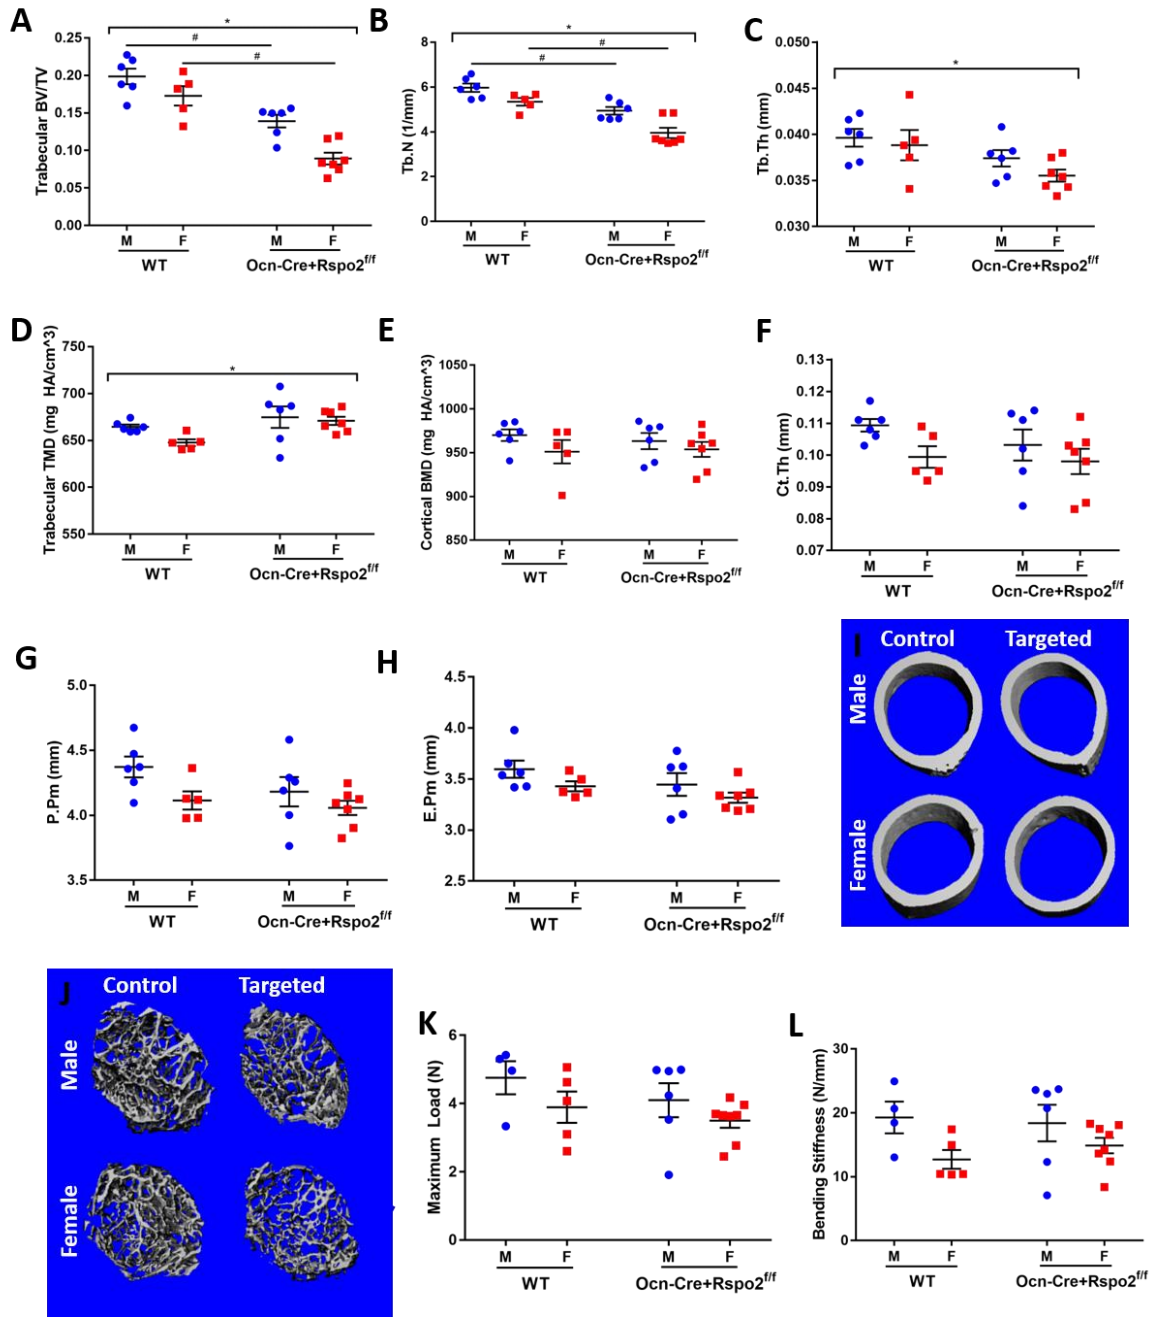 A
Trabecular BV/TV
0.25
0.20
0.15
0.10
0.05
0.00
*
#
#
M F M F
WT Ocn-Cre+Rspo2f/f
B
Tb.N (1/mm)
8
6
4
2
0
*
#
#
M F M F
WT Ocn-Cre+Rspo2f/f
C
Tb.Th (mm)
0.050
0.045
0.040
0.035
0.030
*
M F M F
WT Ocn-Cre+Rspo2f/f
D
Trabecular TMD (mg HA/cm^3)
750
700
650
600
550
*
M F M F
WT Ocn-Cre+Rspo2f/f
E
Cortical BMD (mg HA/cm^3)
1050
1000
950
900
850
M F M F
WT Ocn-Cre+Rspo2f/f
F
Ct.Th (mm)
0.13
0.12
0.11
0.10
0.09
0.08
0.07
M F M F
WT Ocn-Cre+Rspo2f/f
G
P.Pm (mm)
5.0
4.5
4.0
3.5
M F M F
WT Ocn-Cre+Rspo2f/f
H
E.Pm (mm)
4.5
4.0
3.5
3.0
2.5
M F M F
WT Ocn-Cre+Rspo2f/f
I
Control Targeted
Male
Female
J
Control Targeted
Male
Female
K
Maximum Load (N)
6
4
2
0
M F M F
WT Ocn-Cre+Rspo2f/f
L
Bending Stiffness (N/mm)
30
20
10
0
M F M F
WT Ocn-Cre+Rspo2f/f